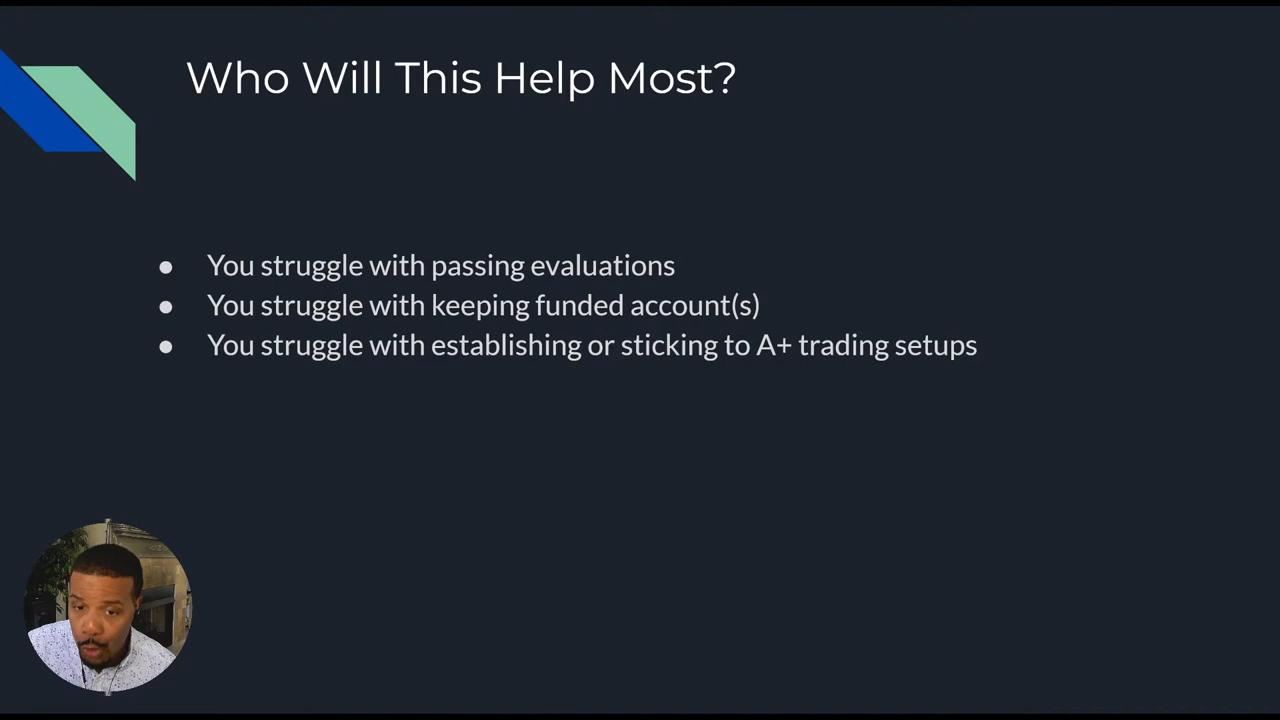 Who Will This Help Most?
● You struggle with passing evaluations
● You struggle with keeping funded account(s)
● You struggle with establishing or sticking to A+ trading setups